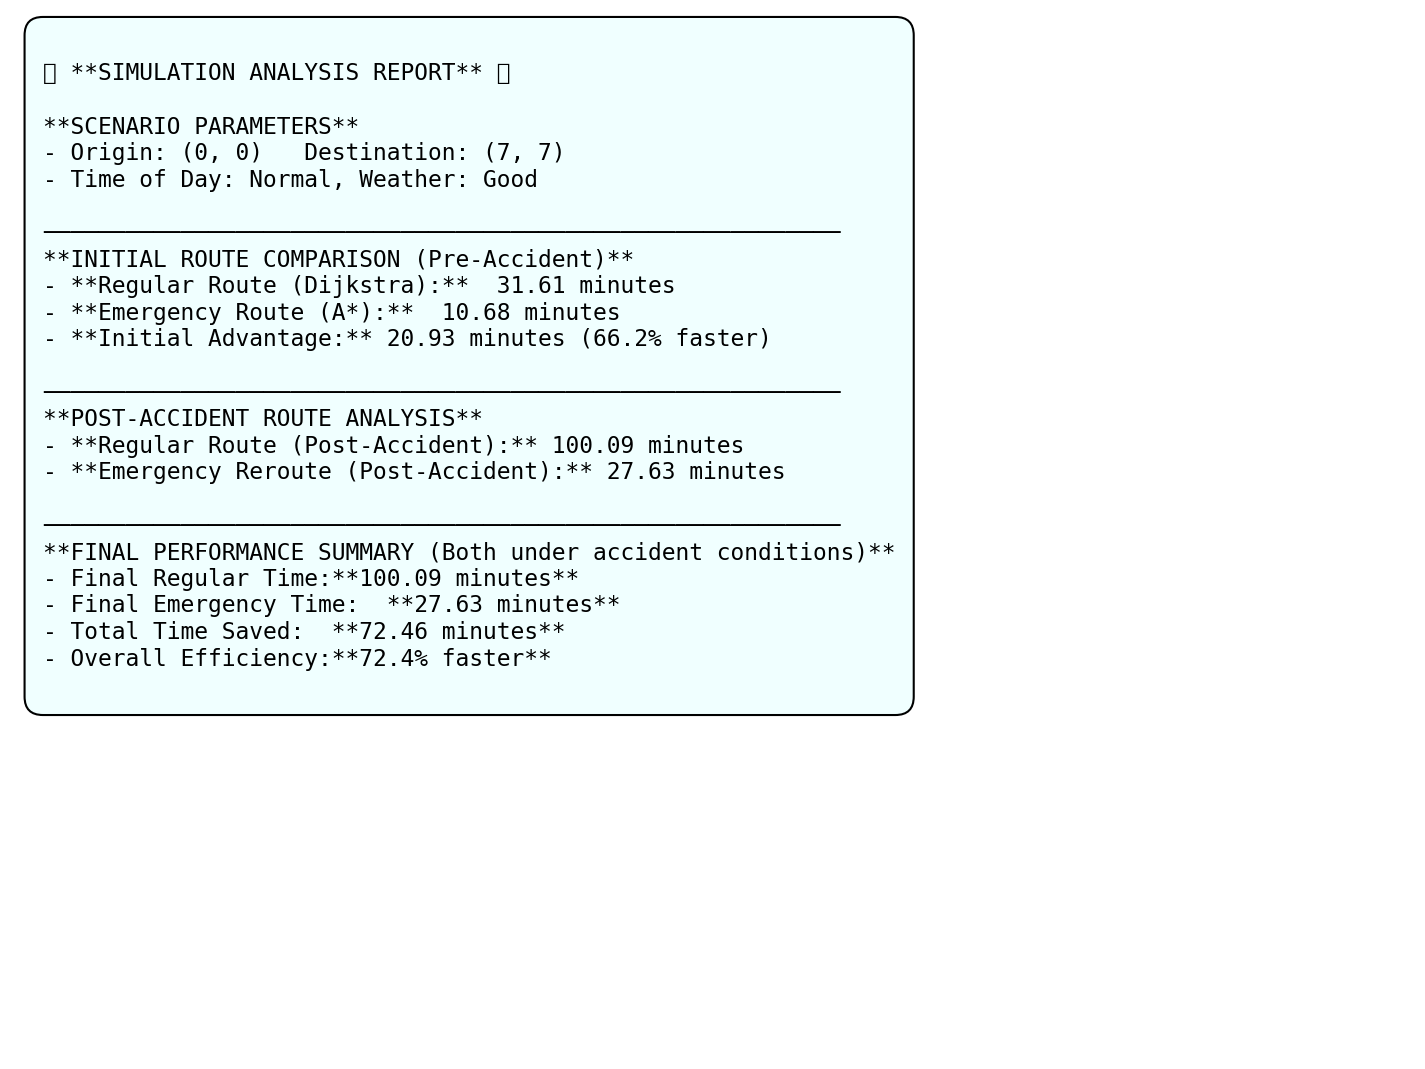 **SIMULATION ANALYSIS REPORT**
**SCENARIO PARAMETERS**
- Origin: (0, 0)   Destination: (7, 7)
- Time of Day: Normal, Weather: Good
**INITIAL ROUTE COMPARISON (Pre-Accident)**
- **Regular Route (Dijkstra):**  31.61 minutes
- **Emergency Route (A*):**  10.68 minutes
- **Initial Advantage:** 20.93 minutes (66.2% faster)
**POST-ACCIDENT ROUTE ANALYSIS**
- **Regular Route (Post-Accident):** 100.09 minutes
- **Emergency Reroute (Post-Accident):** 27.63 minutes
**FINAL PERFORMANCE SUMMARY (Both under accident conditions)**
- Final Regular Time:**100.09 minutes**
- Final Emergency Time:  **27.63 minutes**
- Total Time Saved:  **72.46 minutes**
- Overall Efficiency:**72.4% faster**